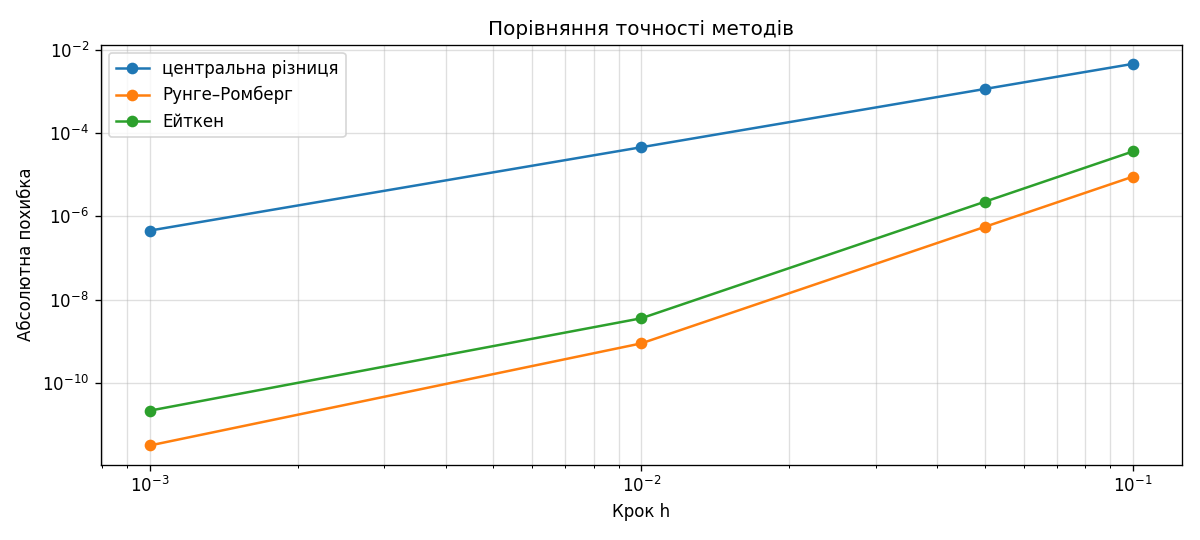 Порівняння точності методів
центральна різниця
Рунге–Ромберг
Ейткен
Абсолютна похибка
10⁻²
10⁻⁴
10⁻⁶
10⁻⁸
10⁻¹⁰
10⁻³
10⁻²
10⁻¹
Крок h